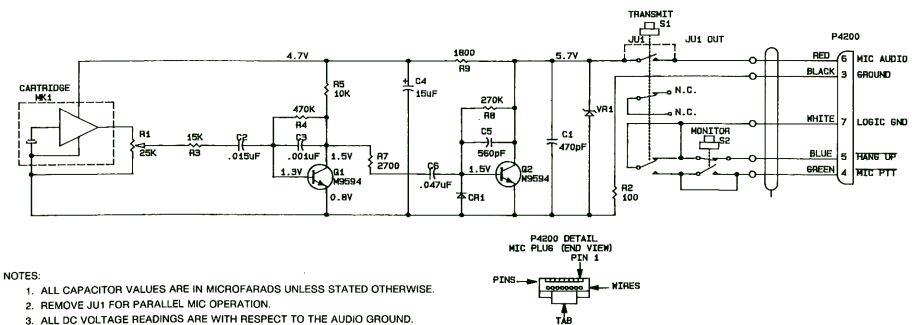 TRANSMIT
S1
JU1
JU1 OUT
P4200
4.7V
1800
R9
5.7V
RED
6
MIC AUDIO
BLACK
3
GROUND
CARTRIDGE
MK1
R5
10K
C4
15uF
N.C.
N.C.
470K
R4
270K
R8
VR1
WHITE
7
LOGIC GND
MONITOR
S2
R1
25K
15K
R3
C2
.015uF
C3
.001uF
1.5V
R7
2700
C5
560pF
C1
470pF
BLUE
5
HANG UP
GREEN
4
MIC PTT
1.3V
Q1
M9594
C6
.047uF
1.5V
Q2
M9594
R2
100
0.8V
CR1
P4200 DETAIL
MIC PLUG (END VIEW)
PIN 1
PINS
WIRES
TAB
NOTES:
1. ALL CAPACITOR VALUES ARE IN MICROFARADS UNLESS STATED OTHERWISE.
2. REMOVE JU1 FOR PARALLEL MIC OPERATION.
3. ALL DC VOLTAGE READINGS ARE WITH RESPECT TO THE AUDIO GROUND.